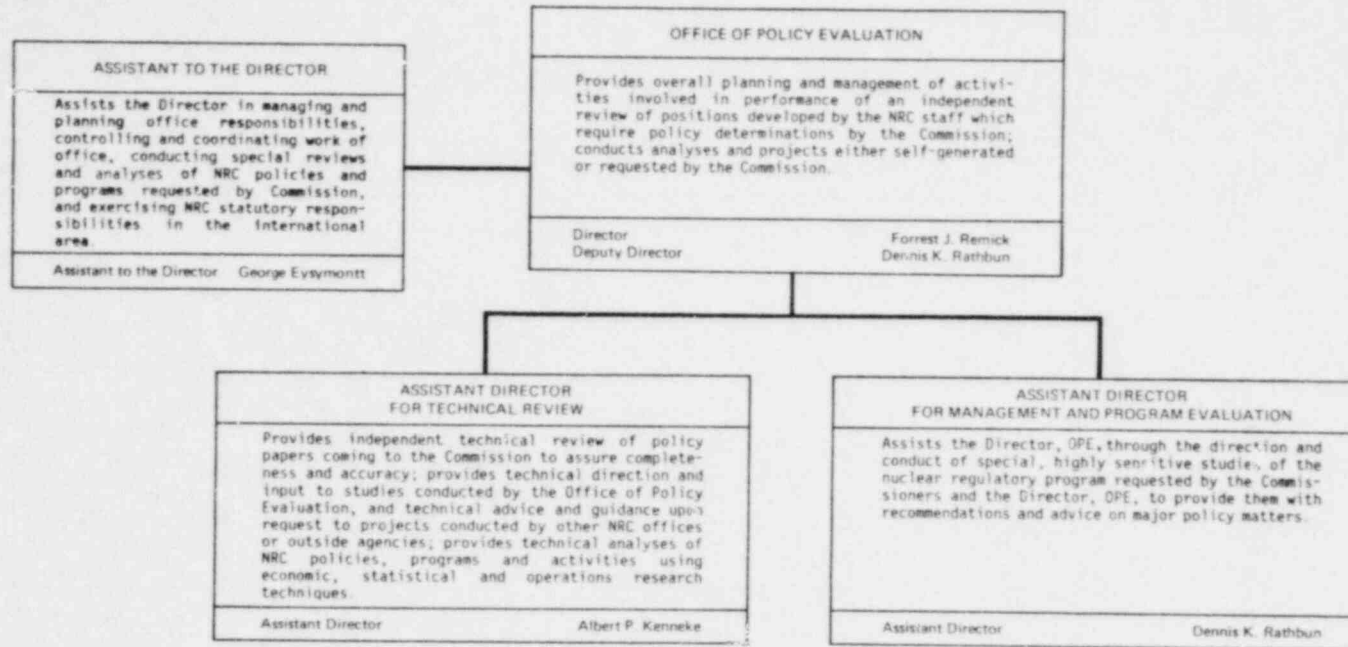 ASSISTANT TO THE DIRECTOR
Assists the Director in managing and
planning office responsibilities,
controlling and coordinating work of
office, conducting special reviews
and analyses of NRC policies and
programs requested by Commission,
and exercising NRC statutory respon-
sibilities in the international
area.
Assistant to the Director George Eysymontt
OFFICE OF POLICY EVALUATION
Provides overall planning and management of activi-
ties involved in performance of an independent
review of positions developed by the NRC staff which
require policy determinations by the Commission;
conducts analyses and projects either self-generated
or requested by the Commission.
Director Forrest J. Remick
Deputy Director Dennis K. Rathbun
ASSISTANT DIRECTOR
FOR TECHNICAL REVIEW
Provides independent technical review of policy
papers coming to the Commission to assure complete-
ness and accuracy; provides technical direction and
input to studies conducted by the Office of Policy
Evaluation, and technical advice and guidance upon
request to projects conducted by other NRC offices
or outside agencies; provides technical analyses of
NRC policies, programs and activities using
economic, statistical and operations research
techniques.
Assistant Director Albert P. Kenneke
ASSISTANT DIRECTOR
FOR MANAGEMENT AND PROGRAM EVALUATION
Assists the Director, OPE, through the direction and
conduct of special, highly sensitive studies of the
nuclear regulatory program requested by the Commis-
sioners and the Director, OPE, to provide them with
recommendations and advice on major policy matters.
Assistant Director Dennis K. Rathbun